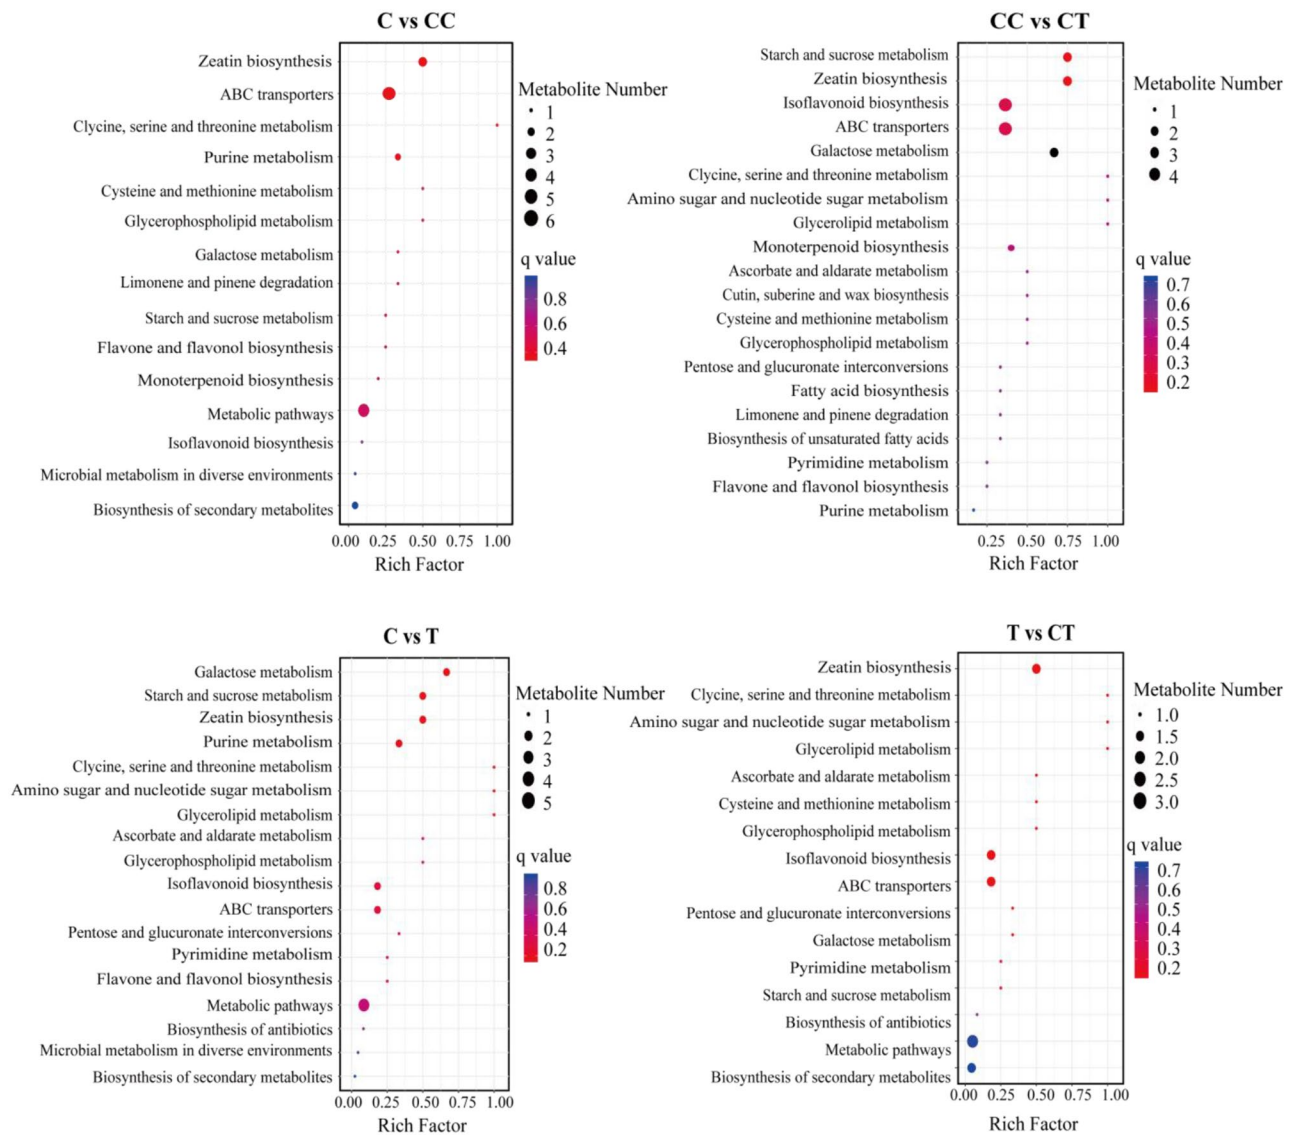 C vs CC
Zeatin biosynthesis
ABC transporters
Clycine, serine and threonine metabolism
Purine metabolism
Cysteine and methionine metabolism
Glycerophospholipid metabolism
Galactose metabolism
Limonene and pinene degradation
Starch and sucrose metabolism
Flavone and flavonol biosynthesis
Monoterpenoid biosynthesis
Metabolic pathways
Isoflavonoid biosynthesis
Microbial metabolism in diverse environments
Biosynthesis of secondary metabolites
0.00 0.25 0.50 0.75 1.00
Rich Factor
Metabolite Number
1
2
3
4
5
6
q value
0.8
0.6
0.4
CC vs CT
Starch and sucrose metabolism
Zeatin biosynthesis
Isoflavonoid biosynthesis
ABC transporters
Galactose metabolism
Clycine, serine and threonine metabolism
Amino sugar and nucleotide sugar metabolism
Glycerolipid metabolism
Monoterpenoid biosynthesis
Ascorbate and aldarate metabolism
Cutin, suberine and wax biosynthesis
Cysteine and methionine metabolism
Glycerophospholipid metabolism
Pentose and glucuronate interconversions
Fatty acid biosynthesis
Limonene and pinene degradation
Biosynthesis of unsaturated fatty acids
Pyrimidine metabolism
Flavone and flavonol biosynthesis
Purine metabolism
0.25 0.50 0.75 1.00
Rich Factor
Metabolite Number
1
2
3
4
q value
0.7
0.6
0.5
0.4
0.3
0.2
C vs T
Galactose metabolism
Starch and sucrose metabolism
Zeatin biosynthesis
Purine metabolism
Clycine, serine and threonine metabolism
Amino sugar and nucleotide sugar metabolism
Glycerolipid metabolism
Ascorbate and aldarate metabolism
Glycerophospholipid metabolism
Isoflavonoid biosynthesis
ABC transporters
Pentose and glucuronate interconversions
Pyrimidine metabolism
Flavone and flavonol biosynthesis
Metabolic pathways
Biosynthesis of antibiotics
Microbial metabolism in diverse environments
Biosynthesis of secondary metabolites
0.00 0.25 0.50 0.75 1.00
Rich Factor
Metabolite Number
1
2
3
4
5
q value
0.8
0.6
0.4
0.2
T vs CT
Zeatin biosynthesis
Clycine, serine and threonine metabolism
Amino sugar and nucleotide sugar metabolism
Glycerolipid metabolism
Ascorbate and aldarate metabolism
Cysteine and methionine metabolism
Glycerophospholipid metabolism
Isoflavonoid biosynthesis
ABC transporters
Pentose and glucuronate interconversions
Galactose metabolism
Pyrimidine metabolism
Starch and sucrose metabolism
Biosynthesis of antibiotics
Metabolic pathways
Biosynthesis of secondary metabolites
0.00 0.25 0.50 0.75 1.00
Rich Factor
Metabolite Number
1.0
1.5
2.0
2.5
3.0
q value
0.7
0.6
0.5
0.4
0.3
0.2